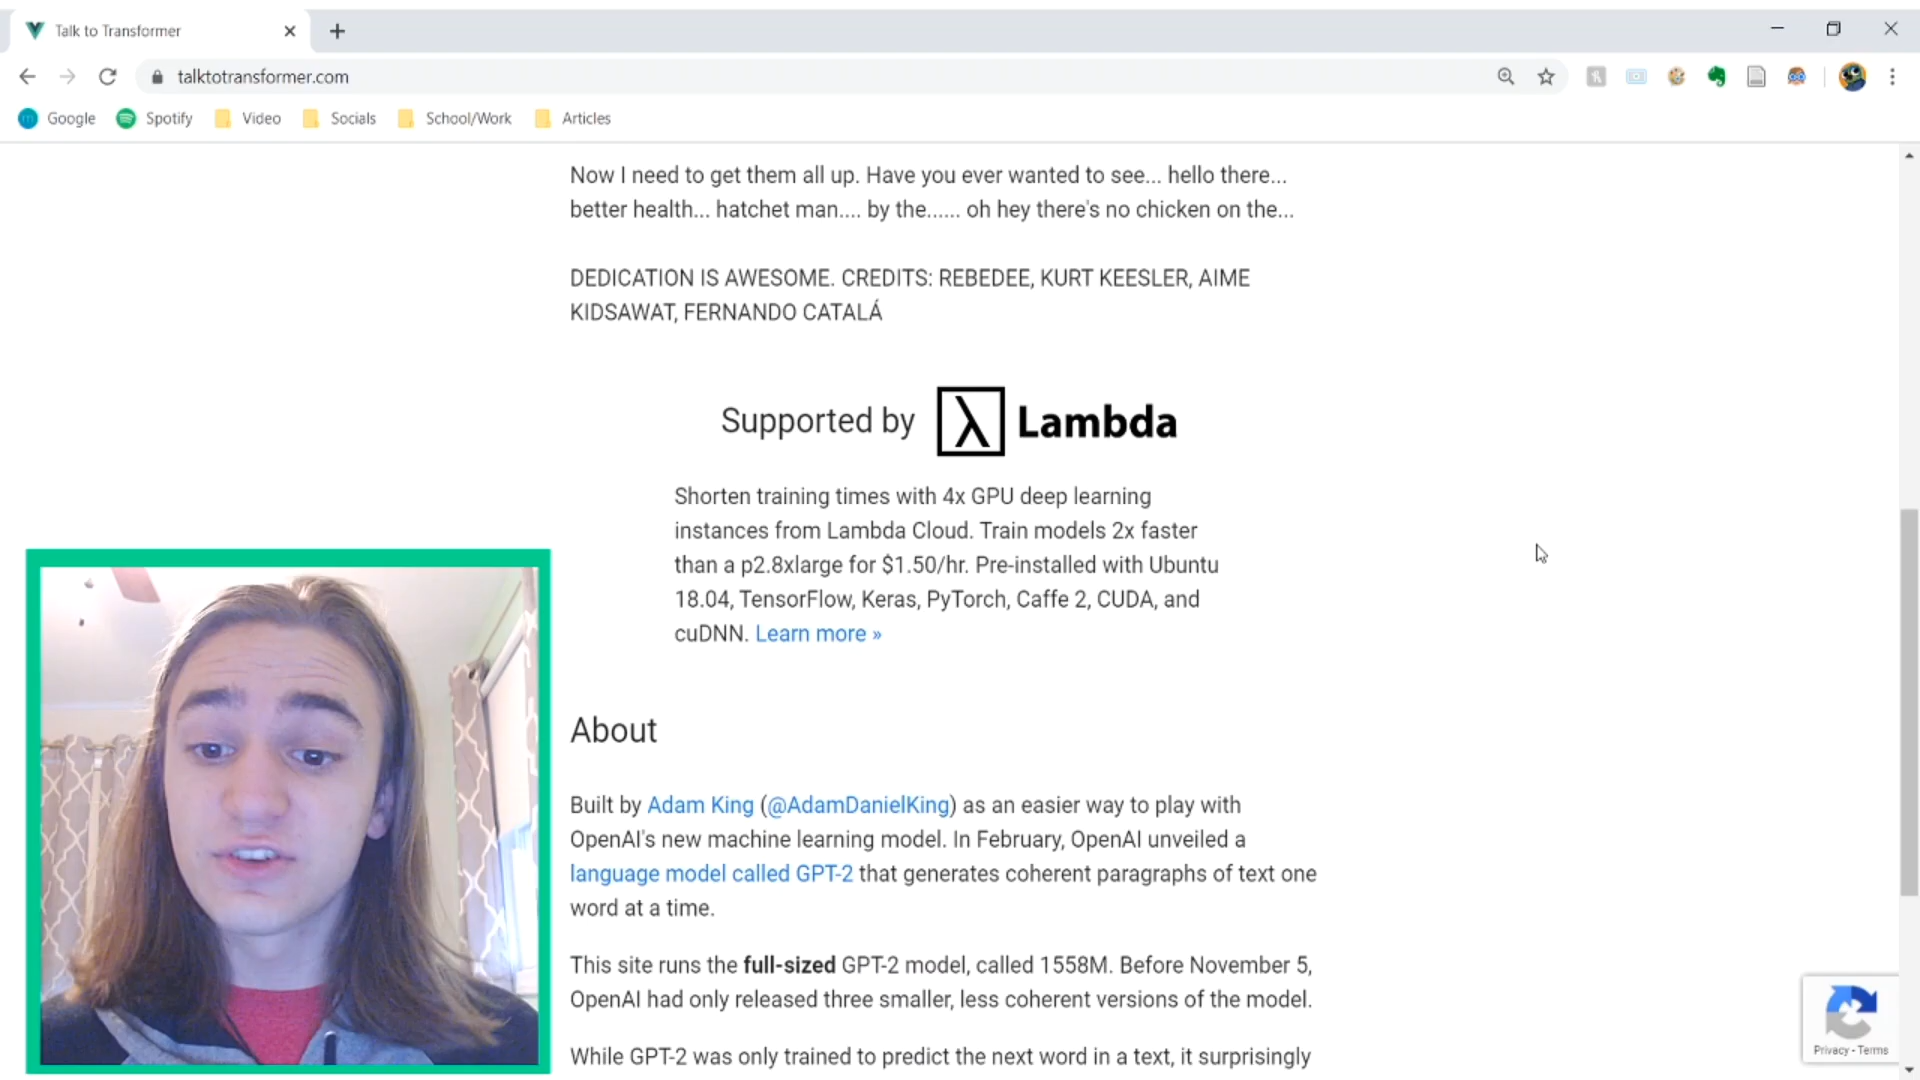 Talk to Transformer
talktotransformer.com
Google Spotify Video Socials School/Work Articles
Now I need to get them all up. Have you ever wanted to see... hello there...
better health... hatchet man.... by the...... oh hey there's no chicken on the...
DEDICATION IS AWESOME. CREDITS: REBEDEE, KURT KEESLER, AIME
KIDSAWAT, FERNANDO CATALÁ
Supported by λ Lambda
Shorten training times with 4x GPU deep learning
instances from Lambda Cloud. Train models 2x faster
than a p2.8xlarge for $1.50/hr. Pre-installed with Ubuntu
18.04, TensorFlow, Keras, PyTorch, Caffe 2, CUDA, and
cuDNN. Learn more »
About
Built by Adam King (@AdamDanielKing) as an easier way to play with
OpenAI's new machine learning model. In February, OpenAI unveiled a
language model called GPT-2 that generates coherent paragraphs of text one
word at a time.
This site runs the full-sized GPT-2 model, called 1558M. Before November 5,
OpenAI had only released three smaller, less coherent versions of the model.
While GPT-2 was only trained to predict the next word in a text, it surprisingly
Privacy - Terms